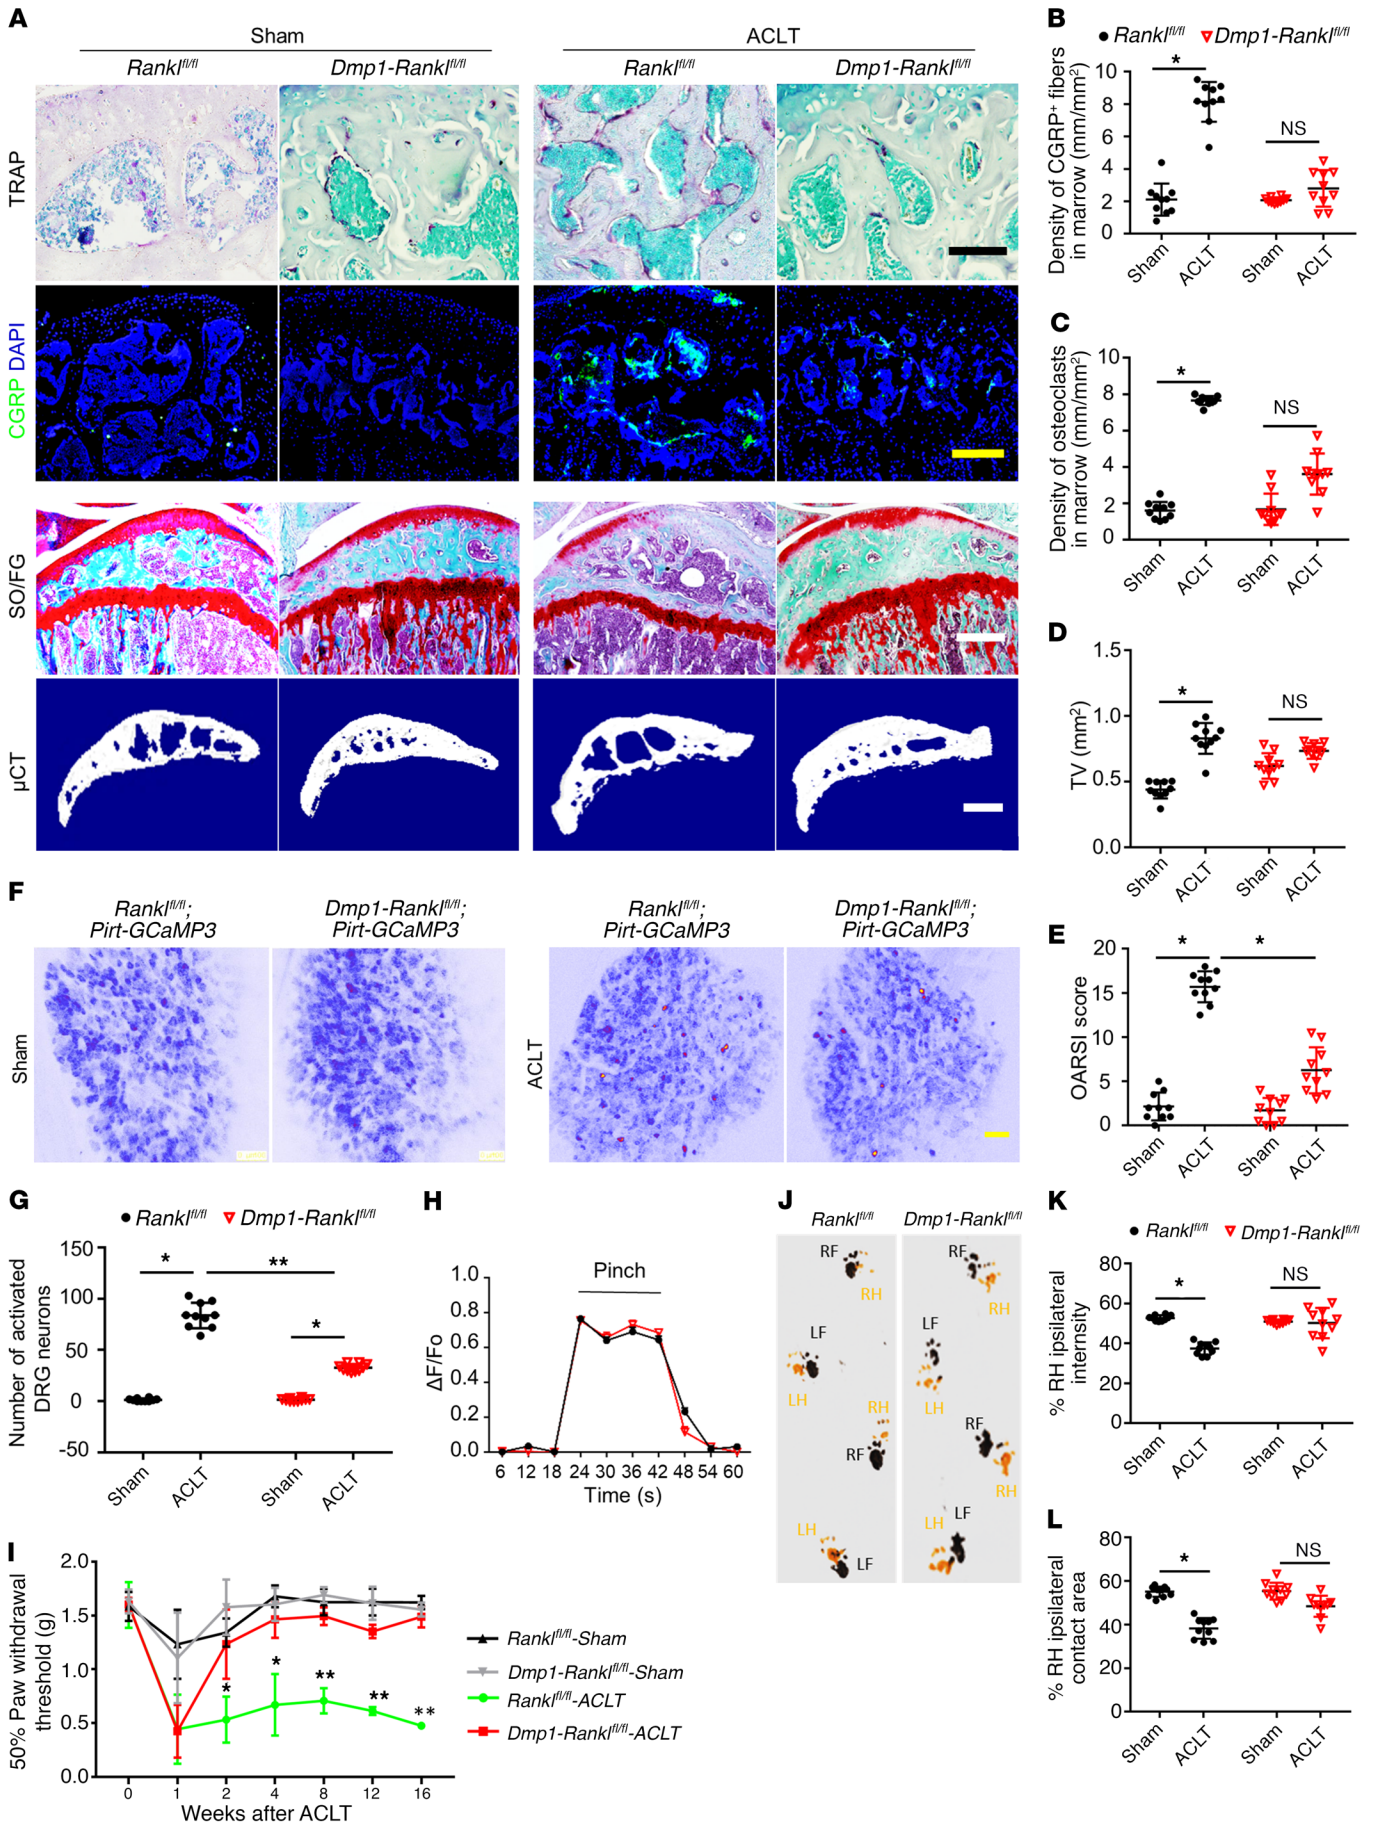 A
Sham
ACLT
Rankl^fl/fl
Dmp1-Rankl^fl/fl
Rankl^fl/fl
Dmp1-Rankl^fl/fl
TRAP
CGRP DAPI
SO/FG
µCT
B
Rankl^fl/fl
Dmp1-Rankl^fl/fl
Density of CGRP+ fibers
in marrow (mm/mm²)
10
8
6
4
2
0
*
NS
Sham
ACLT
Sham
ACLT
C
Density of osteoclasts
in marrow (mm/mm²)
10
8
6
4
2
0
*
NS
Sham
ACLT
Sham
ACLT
D
TV (mm²)
1.5
1.0
0.5
0.0
*
NS
Sham
ACLT
Sham
ACLT
E
OARSI score
20
15
10
5
0
*
*
Sham
ACLT
Sham
ACLT
F
Rankl^fl/fl;
Pirt-GCaMP3
Dmp1-Rankl^fl/fl;
Pirt-GCaMP3
Rankl^fl/fl;
Pirt-GCaMP3
Dmp1-Rankl^fl/fl;
Pirt-GCaMP3
Sham
ACLT
G
Rankl^fl/fl
Dmp1-Rankl^fl/fl
Number of activated
DRG neurons
150
100
50
0
-50
*
**
*
Sham
ACLT
Sham
ACLT
H
Pinch
ΔF/Fo
1.0
0.8
0.6
0.4
0.2
0.0
6 12 18 24 30 36 42 48 54 60
Time (s)
I
50% Paw withdrawal
threshold (g)
2.0
1.5
1.0
0.5
0.0
*
*
**
**
**
0 1 2 4 8 12 16
Weeks after ACLT
Rankl^fl/fl-Sham
Dmp1-Rankl^fl/fl-Sham
Rankl^fl/fl-ACLT
Dmp1-Rankl^fl/fl-ACLT
J
Rankl^fl/fl
Dmp1-Rankl^fl/fl
RF
RH
LF
LH
RH
RF
LH
LF
RF
RH
LF
LH
RF
RH
LF
LH
K
Rankl^fl/fl
Dmp1-Rankl^fl/fl
% RH ipsilateral
internsity
80
60
40
20
0
*
NS
Sham
ACLT
Sham
ACLT
L
% RH ipsilateral
contact area
80
60
40
20
0
*
NS
Sham
ACLT
Sham
ACLT